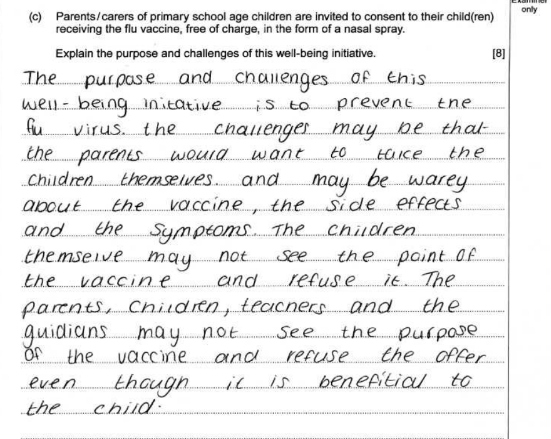 Examiner
only
(c) Parents/carers of primary school age children are invited to consent to their child(ren)
receiving the flu vaccine, free of charge, in the form of a nasal spray.
Explain the purpose and challenges of this well-being initiative. [8]
The purpose and challenges of this
well-being initative is to prevent the
flu virus. the challenges may be that
the parents would want to take the
children themselves. and may be warey
about the vaccine, the side effects
and the symptoms. The children
themselve may not see the point of
the vaccine and refuse it. The
parents, children, teachers and the
guidians may not see the purpose
of the vaccine and refuse the offer
even though it is benefitial to
the child.